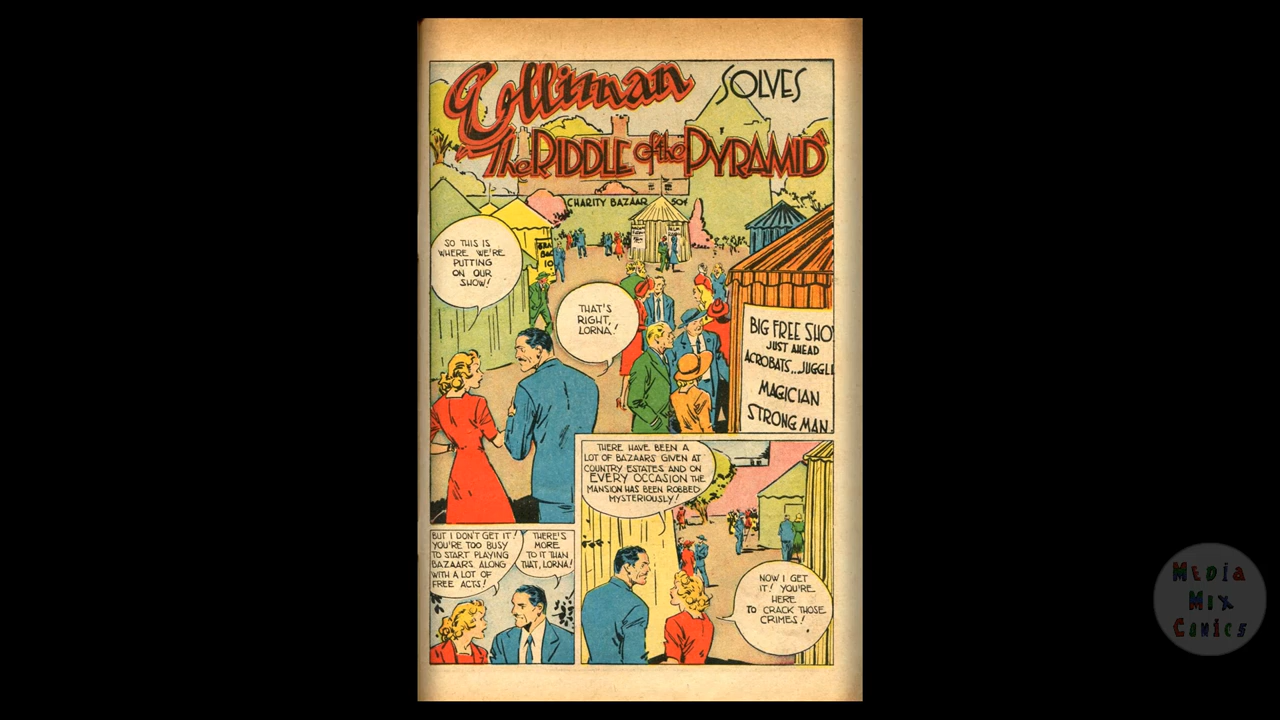 Colliman SOLVES
"The RIDDLE of the PYRAMID"
CHARITY BAZAAR 50¢
SO THIS IS
WHERE WE'RE
PUTTING
ON OUR
SHOW!
THAT'S
RIGHT,
LORNA!
BIG FREE SHO
JUST AHEAD
ACROBATS...JUGGL
MAGICIAN
STRONG MAN
BUT I DON'T GET IT!
YOU'RE TOO BUSY
TO START PLAYING
BAZAARS ALONG
WITH A LOT OF
FREE ACTS!
THERE'S
MORE
TO IT THAN
THAT, LORNA!
THERE HAVE BEEN A
LOT OF BAZAARS GIVEN AT
COUNTRY ESTATES AND ON
EVERY OCCASION THE
MANSION HAS BEEN ROBBED
MYSTERIOUSLY!
NOW I GET
IT! YOU'RE
HERE
TO CRACK THOSE
CRIMES!
Media
Mix
Comics